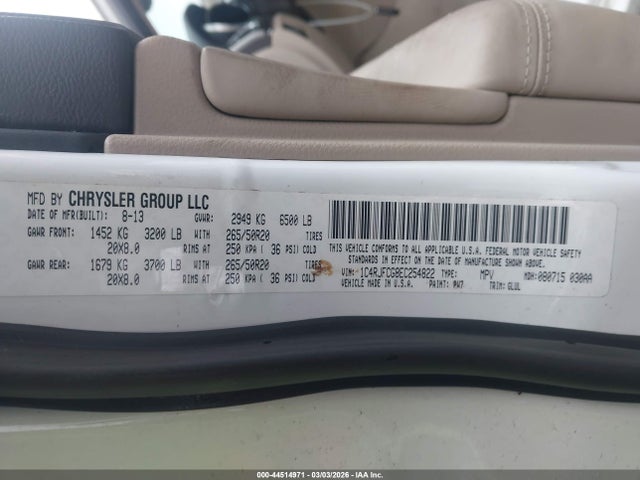 MFD BY CHRYSLER GROUP LLC
DATE OF MFR(BUILT): 8-13 GVWR: 2949 KG 6500 LB
GAWR FRONT: 1452 KG 3200 LB WITH 265/50R20 TIRES
20X8.0 RIMS AT 250 KPA ( 36 PSI) COLD
GAWR REAR: 1679 KG 3700 LB WITH 265/50R20 TIRES
20X8.0 RIMS AT 250 KPA ( 36 PSI) COLD
THIS VEHICLE CONFORMS TO ALL APPLICABLE U.S.A. FEDERAL MOTOR VEHICLE SAFETY
STANDARDS IN EFFECT ON THE DATE OF MANUFACTURE SHOWN ABOVE.
VIN: 1C4RJFCG8EC254822 TYPE: MPV MDH: 080715 030AA
VEHICLE MADE IN U.S.A. PAINT: PW7 TRIM: GLUL
000-44514971 | 03/03/2026 - COPART